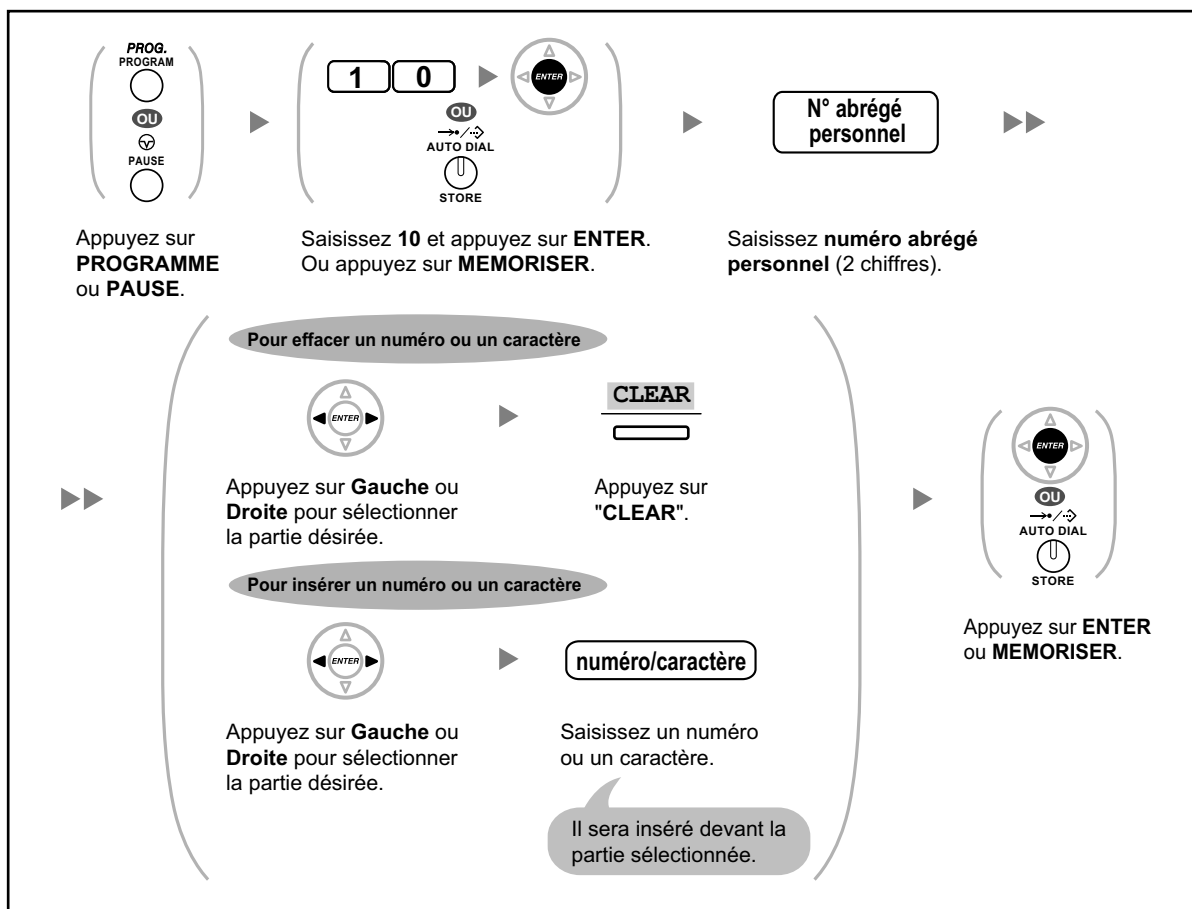 PROG.
PROGRAM
OU
PAUSE
Appuyez sur
PROGRAMME
ou PAUSE.
1 0
ENTER
OU
AUTO DIAL
STORE
Saisissez 10 et appuyez sur ENTER.
Ou appuyez sur MEMORISER.
N° abrégé
personnel
Saisissez numéro abrégé
personnel (2 chiffres).
Pour effacer un numéro ou un caractère
ENTER
Appuyez sur Gauche ou
Droite pour sélectionner
la partie désirée.
CLEAR
Appuyez sur
"CLEAR".
Pour insérer un numéro ou un caractère
ENTER
Appuyez sur Gauche ou
Droite pour sélectionner
la partie désirée.
numéro/caractère
Saisissez un numéro
ou un caractère.
Il sera inséré devant la
partie sélectionnée.
ENTER
OU
AUTO DIAL
STORE
Appuyez sur ENTER
ou MEMORISER.